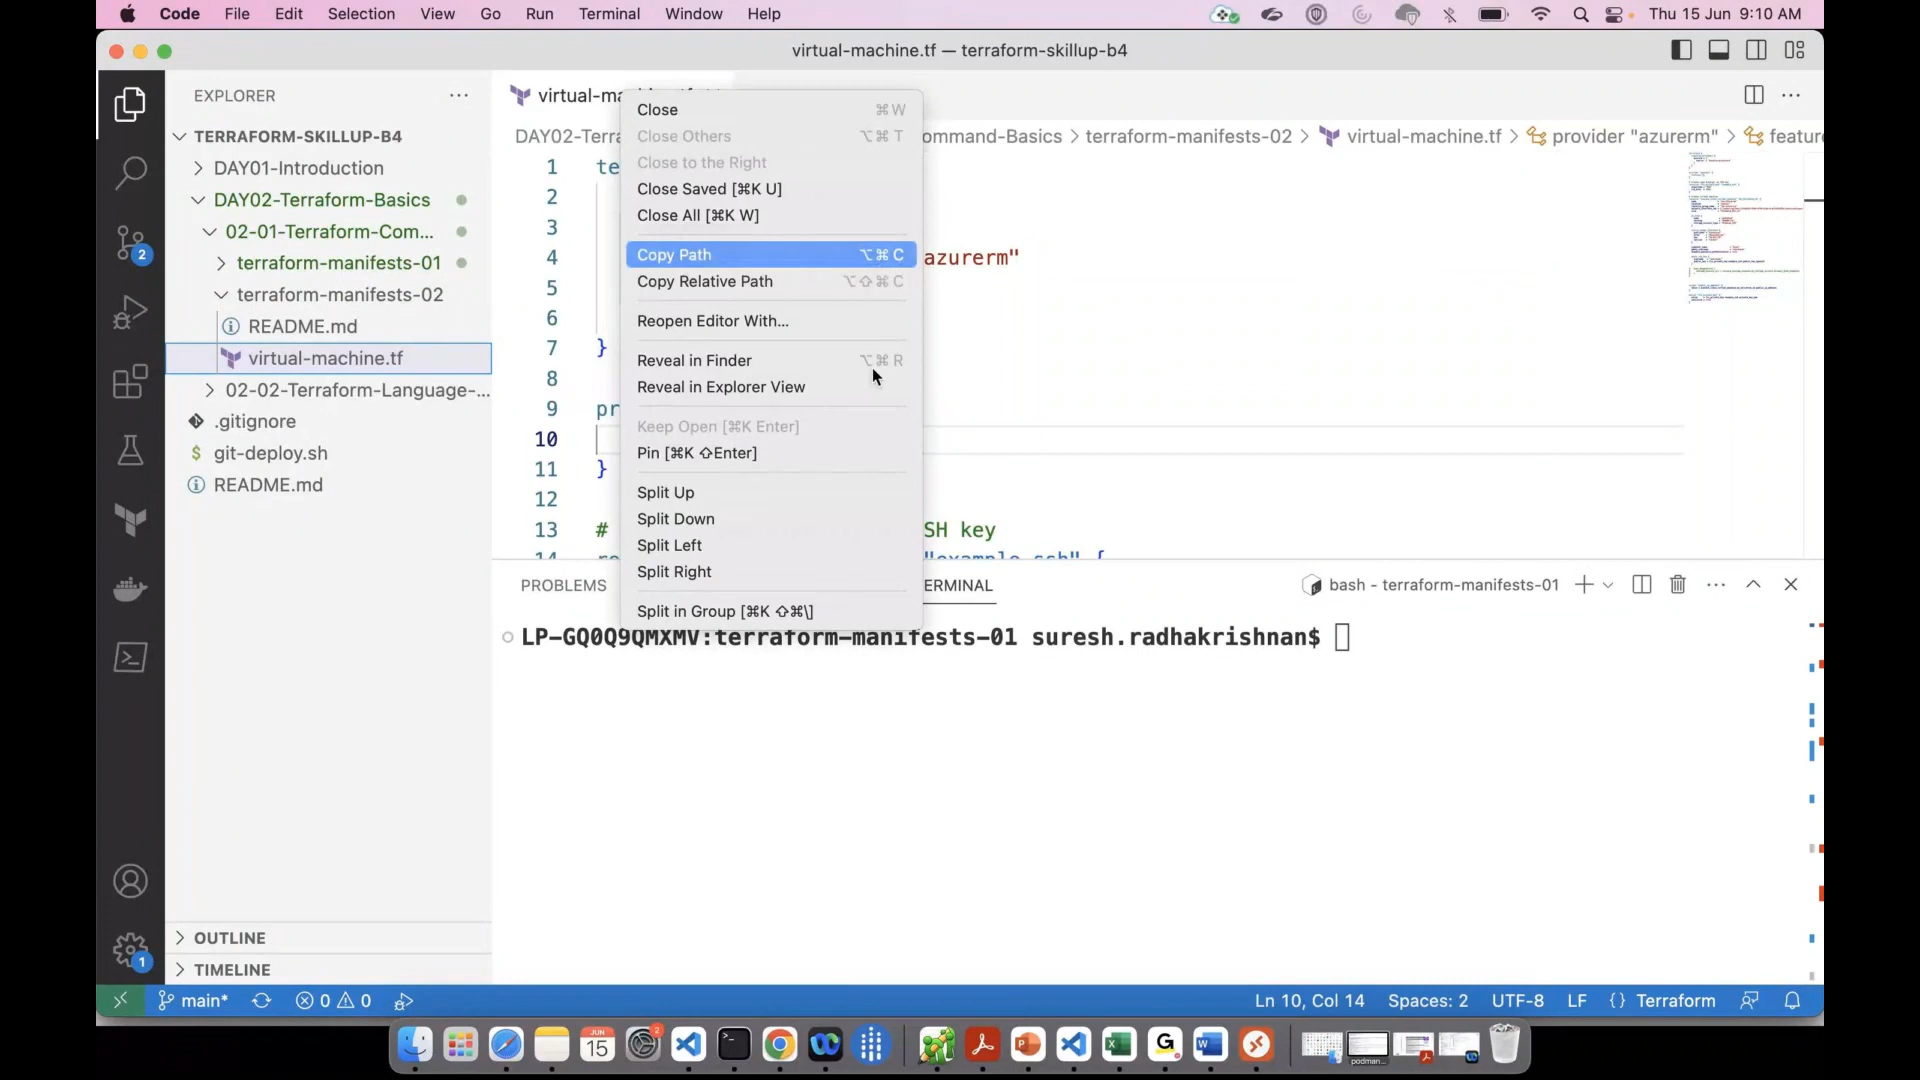 Code File Edit Selection View Go Run Terminal Window Help
Thu 15 Jun 9:10 AM
virtual-machine.tf — terraform-skillup-b4
EXPLORER
TERRAFORM-SKILLUP-B4
DAY01-Introduction
DAY02-Terraform-Basics
02-01-Terraform-Com...
terraform-manifests-01
terraform-manifests-02
README.md
virtual-machine.tf
02-02-Terraform-Language-...
.gitignore
$ git-deploy.sh
README.md
OUTLINE
TIMELINE
2
1
virtual-ma
DAY02-Terra
ommand-Basics > terraform-manifests-02 > virtual-machine.tf > provider "azurerm" > featur
1 te
2
3
4 azurerm"
5
6
7 }
8
9 pr
10
11 }
12
13 # SH key
14
"example_ssh" {
Close ⌘W
Close Others ⌥⌘T
Close to the Right
Close Saved [⌘K U]
Close All [⌘K W]
Copy Path ⌥⌘C
Copy Relative Path ⌥⇧⌘C
Reopen Editor With...
Reveal in Finder ⌥⌘R
Reveal in Explorer View
Keep Open [⌘K Enter]
Pin [⌘K ⇧Enter]
Split Up
Split Down
Split Left
Split Right
Split in Group [⌘K ⇧⌘\]
PROBLEMS
ERMINAL
bash - terraform-manifests-01
LP-GQ0Q9QMXMV:terraform-manifests-01 suresh.radhakrishnan$
main* 0 0
Ln 10, Col 14 Spaces: 2 UTF-8 LF {} Terraform
JUN
15
2
podman...